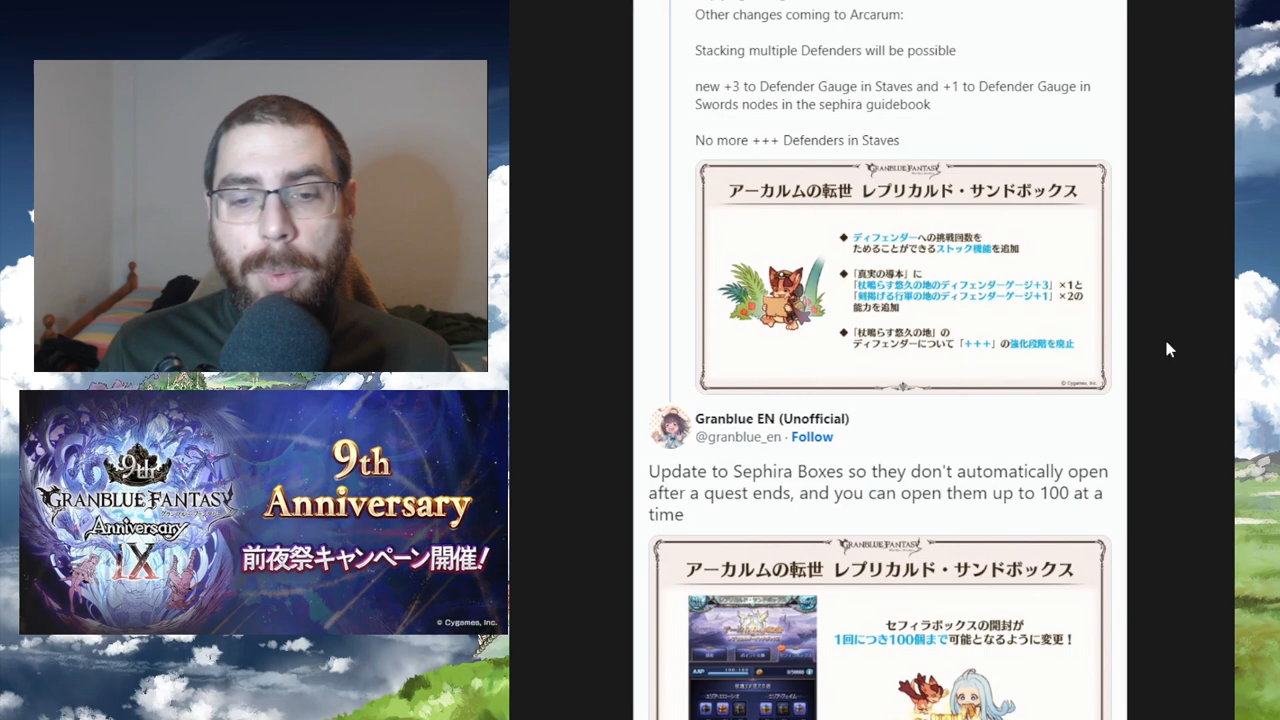 Other changes coming to Arcarum:
Stacking multiple Defenders will be possible
new +3 to Defender Gauge in Staves and +1 to Defender Gauge in
Swords nodes in the sephira guidebook
No more +++ Defenders in Staves
GRANBLUE FANTASY
アーカルムの転世 レプリカルド・サンドボックス
◆ ディフェンダーへの挑戦回数を
ためることができるストック機能を追加
◆「真実の導本」に
「杖鳴らす悠久の地のディフェンダーゲージ+3」×1と
「剣掲げる行軍の地のディフェンダーゲージ+1」×2の
能力を追加
◆「杖鳴らす悠久の地」の
ディフェンダーについて「+++」の強化段階を廃止
© Cygames, Inc.
Granblue EN (Unofficial)
@granblue_en · Follow
Update to Sephira Boxes so they don't automatically open
after a quest ends, and you can open them up to 100 at a
time
GRANBLUE FANTASY
アーカルムの転世 レプリカルド・サンドボックス
セフィラボックスの開封が
1回につき100個まで可能となるように変更！
9th
GRANBLUE FANTASY
Anniversary
IX
9th
Anniversary
前夜祭キャンペーン開催！
© Cygames, Inc.